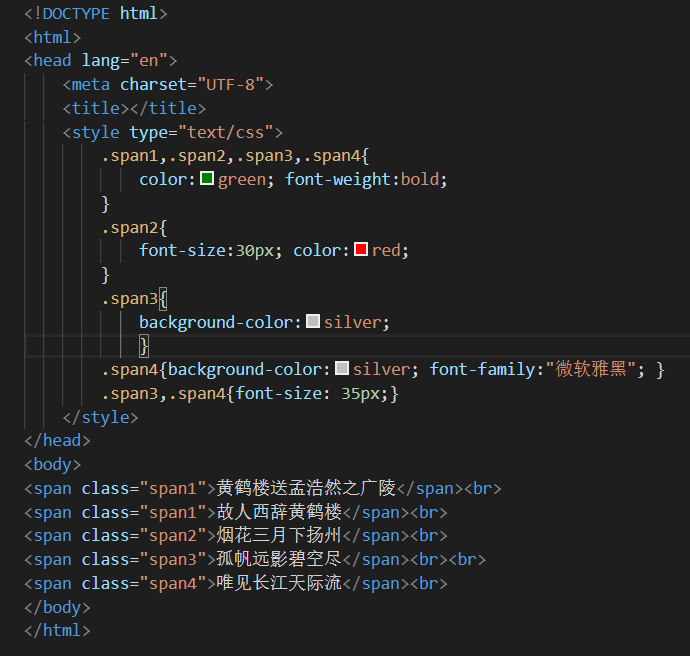 <!DOCTYPE html>
<html>
<head lang="en">
    <meta charset="UTF-8">
    <title></title>
    <style type="text/css">
        .span1,.span2,.span3,.span4{
            color:green; font-weight:bold;
        }
        .span2{
            font-size:30px; color:red;
        }
        .span3{
            background-color:silver;
            }
        .span4{background-color:silver; font-family:"微软雅黑"; }
        .span3,.span4{font-size: 35px;}
    </style>
</head>
<body>
<span class="span1">黄鹤楼送孟浩然之广陵</span><br>
<span class="span1">故人西辞黄鹤楼</span><br>
<span class="span2">烟花三月下扬州</span><br>
<span class="span3">孤帆远影碧空尽</span><br><br>
<span class="span4">唯见长江天际流</span><br>
</body>
</html>